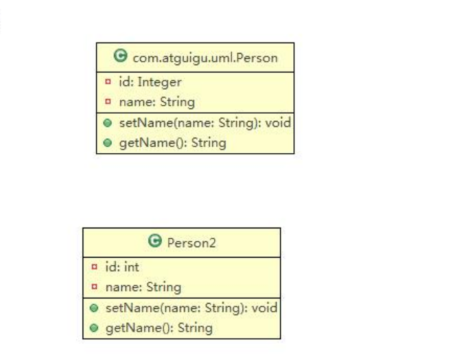 com.atguigu.uml.Person
id: Integer
name: String
setName(name: String): void
getName(): String
Person2
id: int
name: String
setName(name: String): void
getName(): String